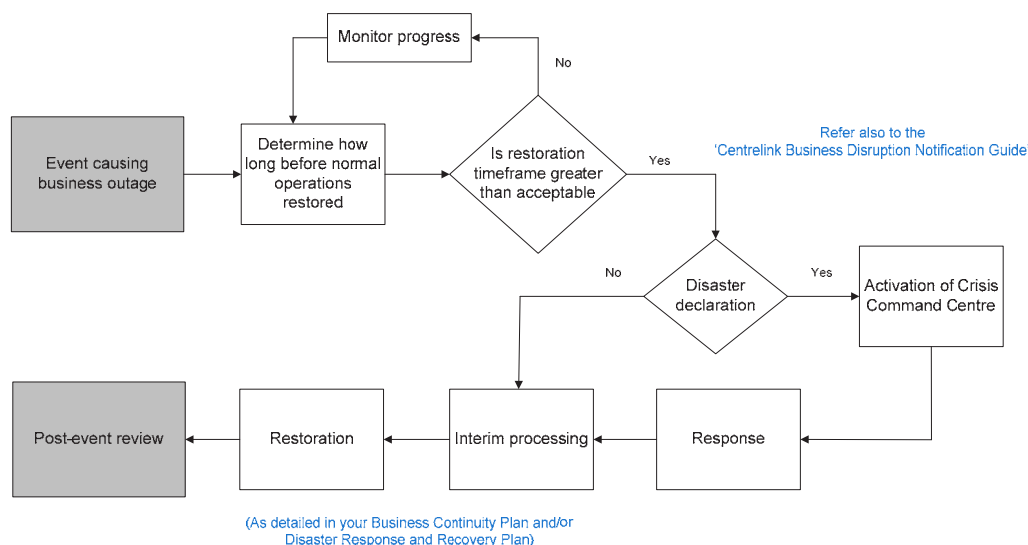 Monitor progress
No
Event causing
business outage
Determine how
long before normal
operations
restored
Is restoration
timeframe greater
than acceptable
Yes
Refer also to the
'Centrelink Business Disruption Notification Guide'
No
Disaster
declaration
Yes
Activation of Crisis
Command Centre
Post-event review
Restoration
Interim processing
Response
(As detailed in your Business Continuity Plan and/or
Disaster Response and Recovery Plan)